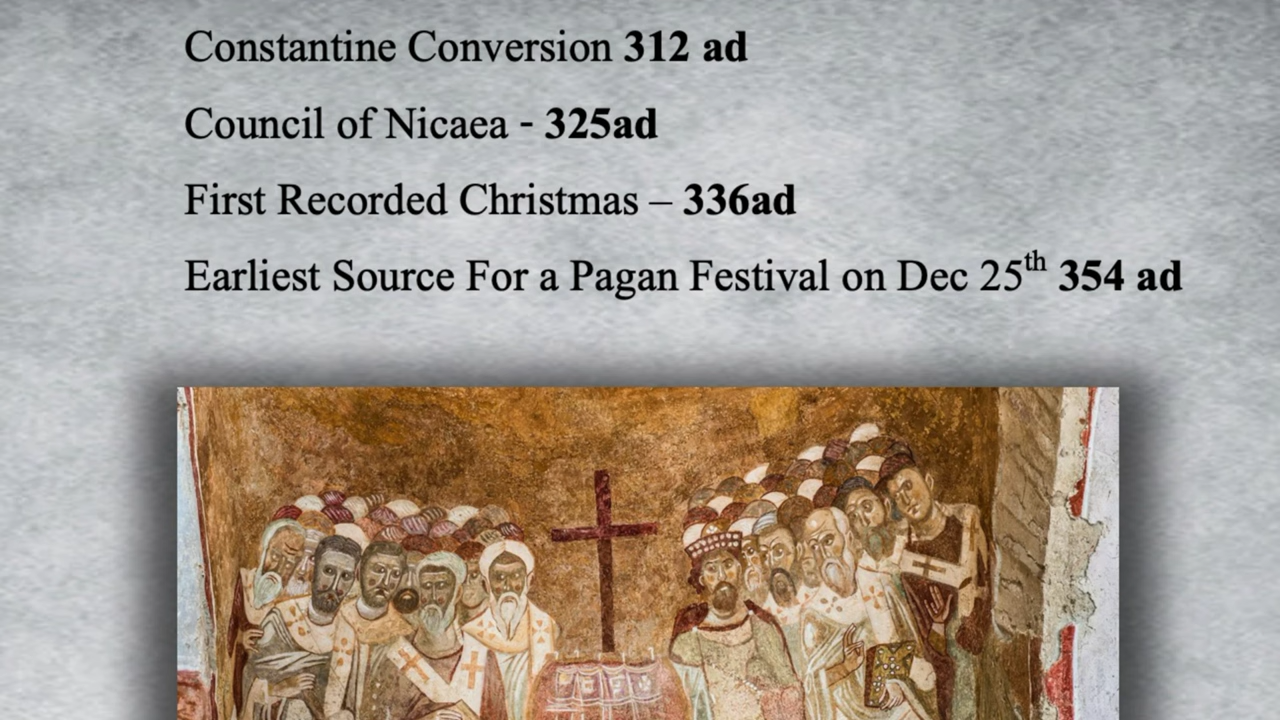 Constantine Conversion 312 ad
Council of Nicaea - 325ad
First Recorded Christmas – 336ad
Earliest Source For a Pagan Festival on Dec 25th 354 ad